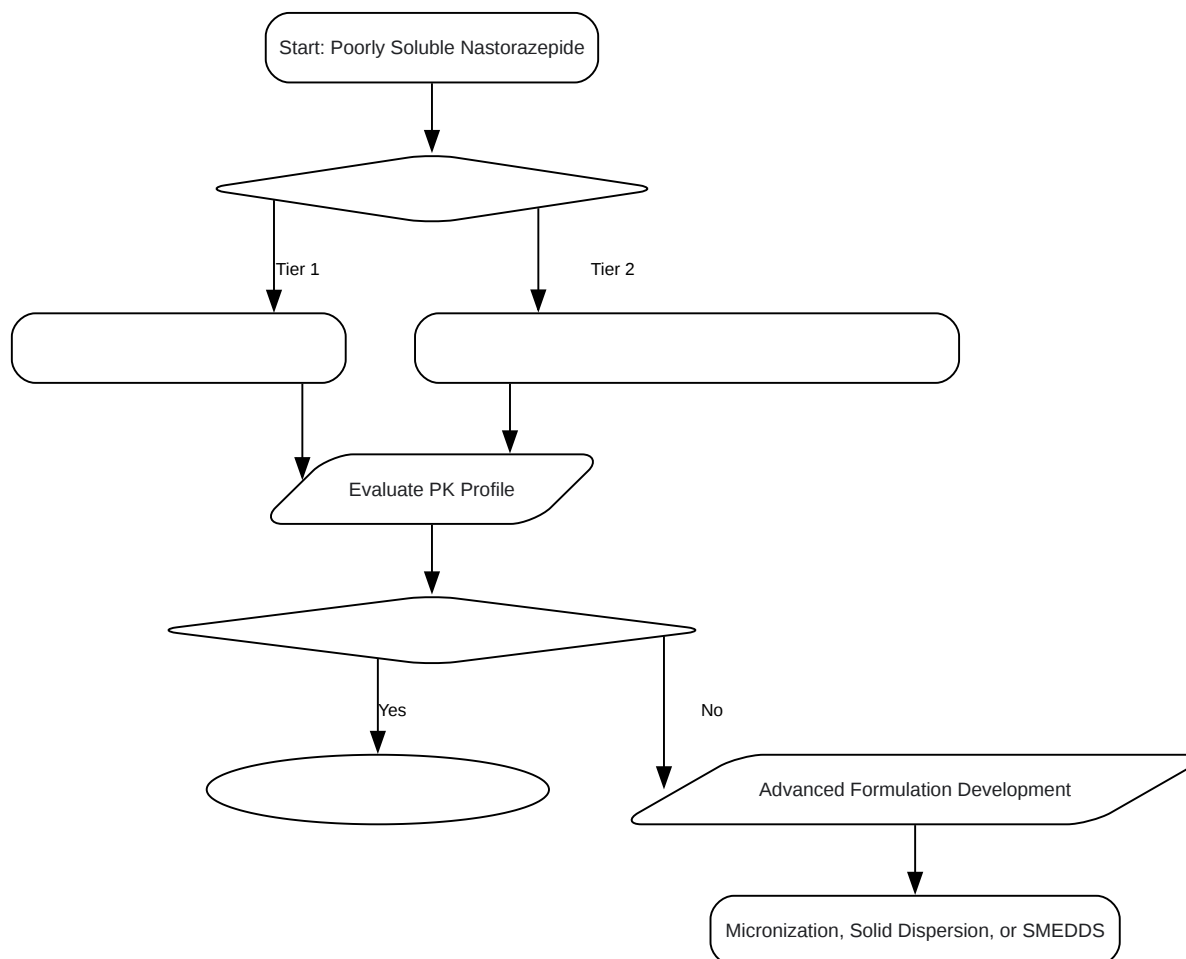 Start: Poorly Soluble Nastorazepide
Tier 1
Tier 2
Evaluate PK Profile
Yes
No
Advanced Formulation Development
Micronization, Solid Dispersion, or SMEDDS